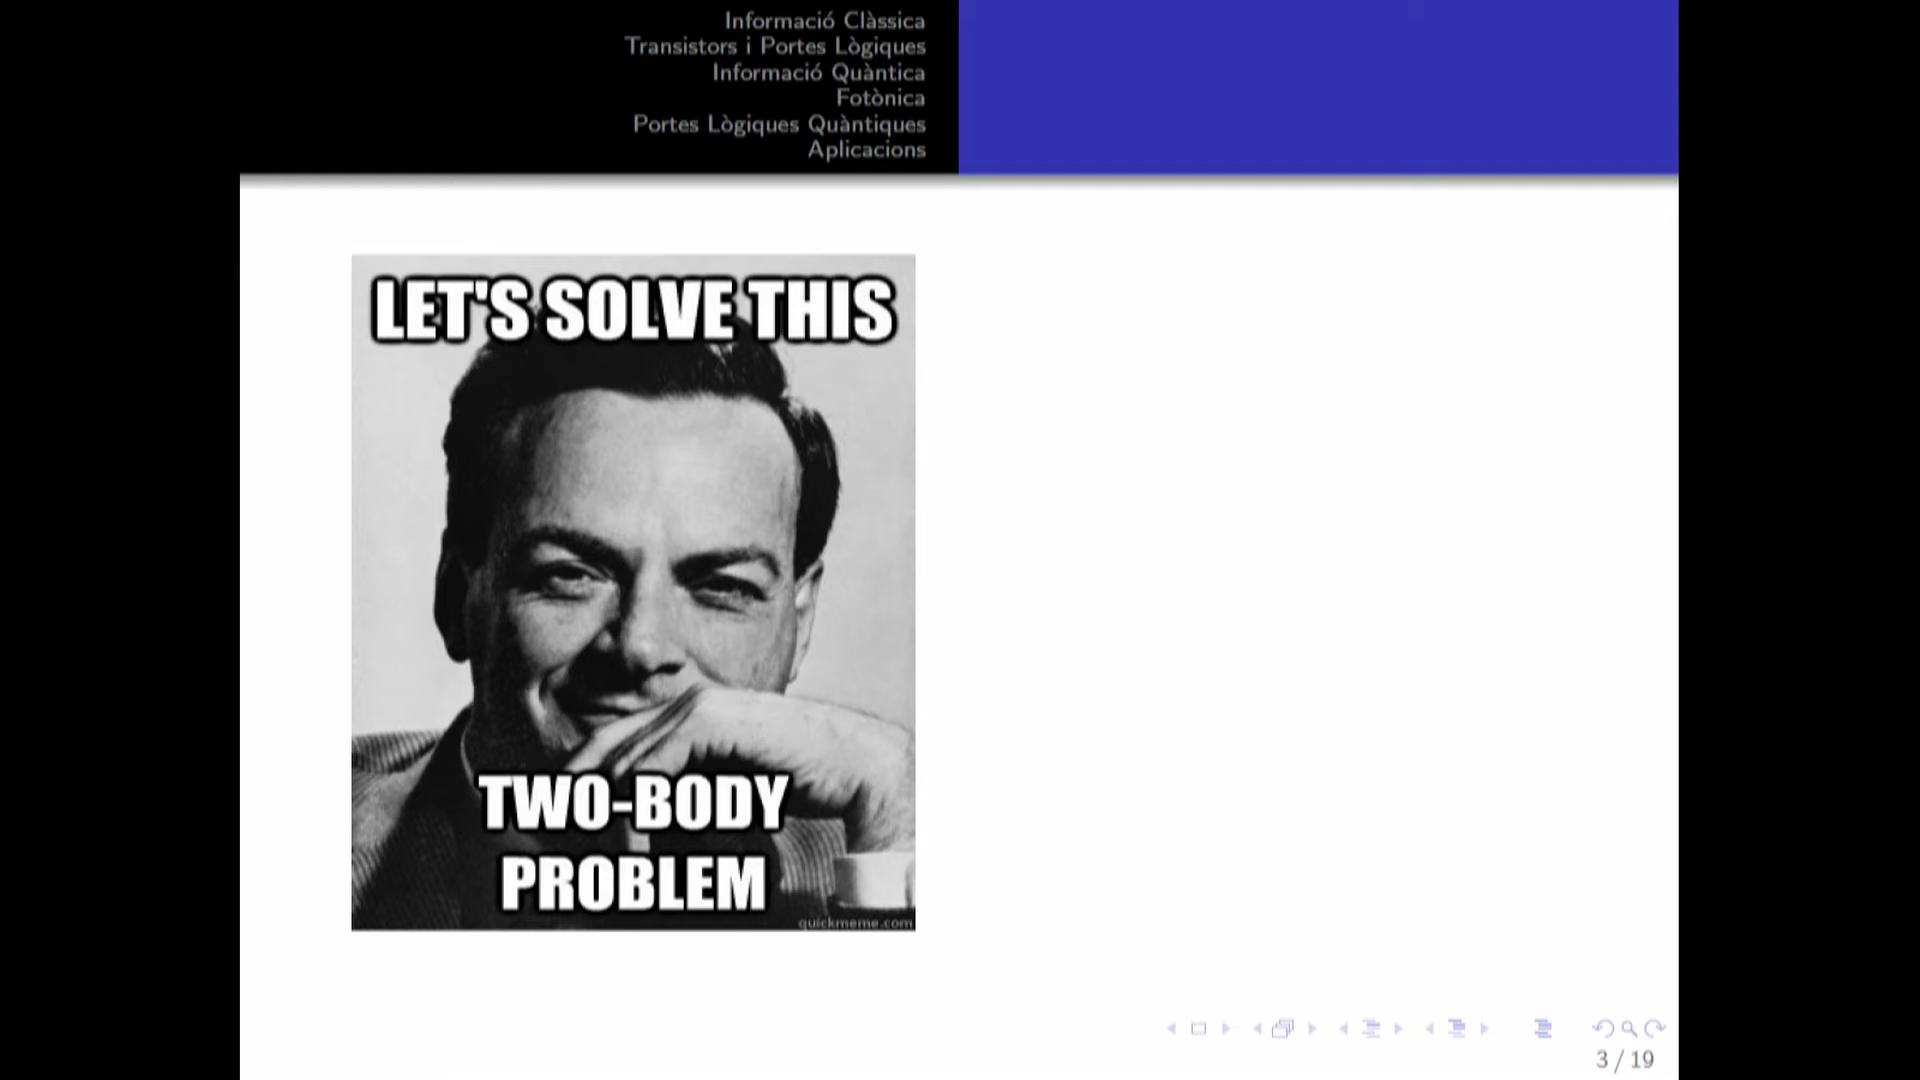 Informació Clàssica
Transistors i Portes Lògiques
Informació Quàntica
Fotònica
Portes Lògiques Quàntiques
Aplicacions
LET'S SOLVE THIS
TWO-BODY
PROBLEM
quickmeme.com
3 / 19